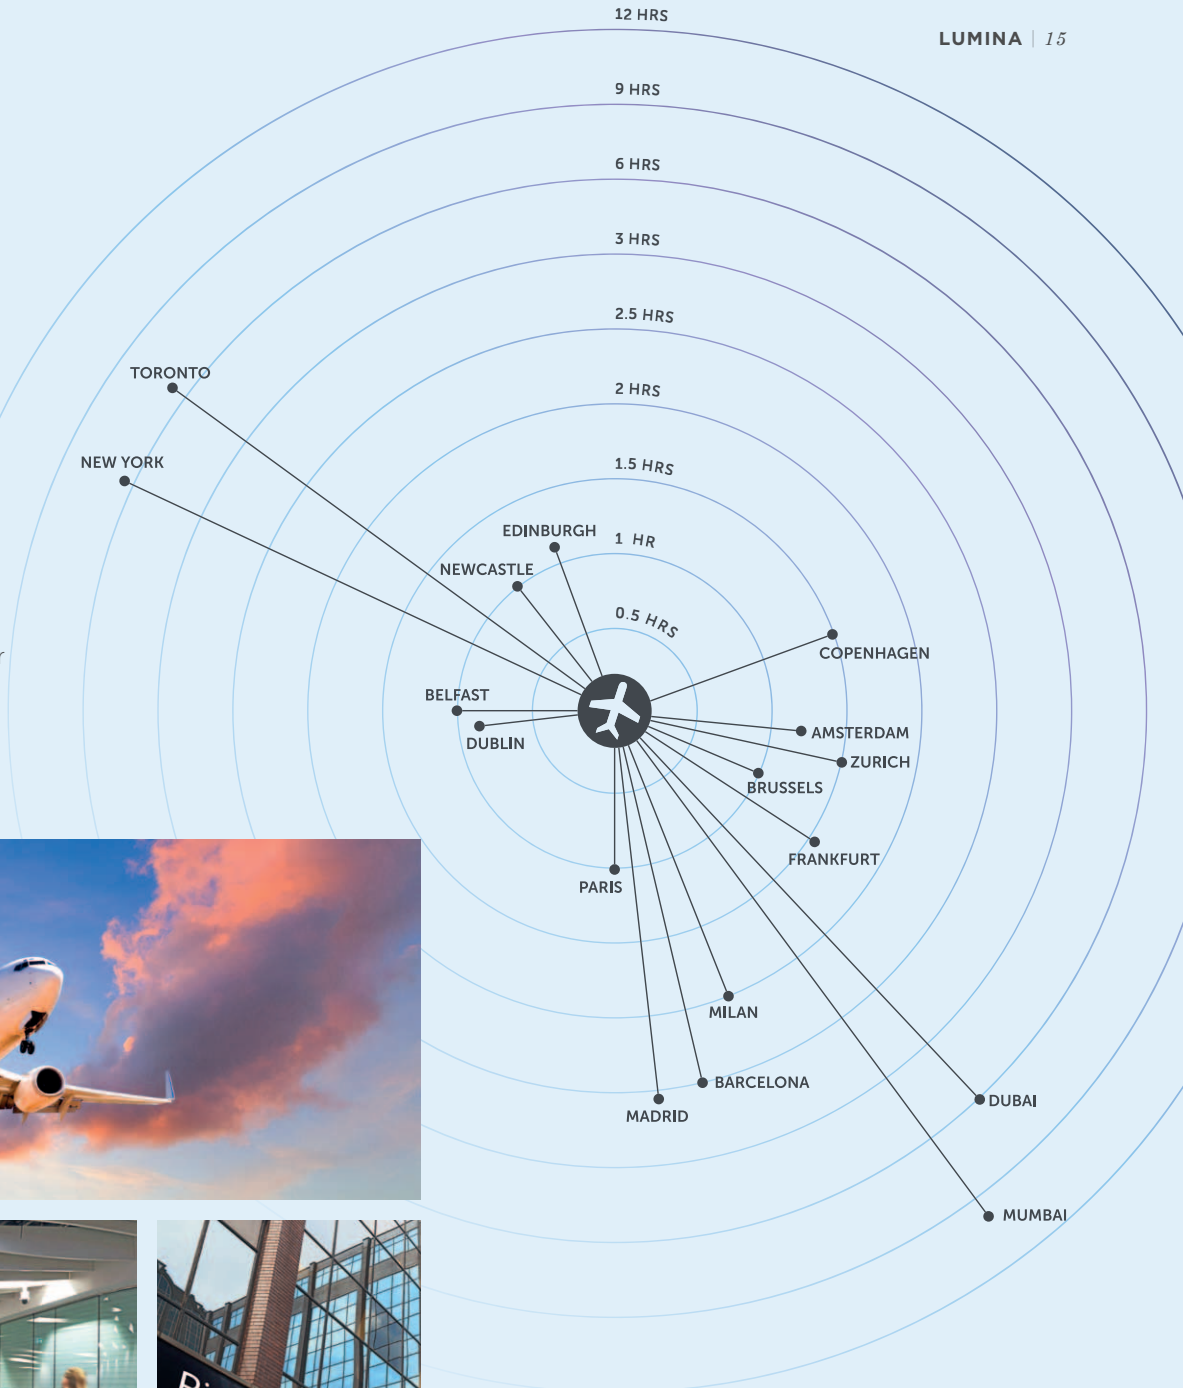 12 HRS
LUMINA | 15
9 HRS
6 HRS
3 HRS
2.5 HRS
TORONTO
2 HRS
NEW YORK
1.5 HRS
EDINBURGH
1 HR
NEWCASTLE
0.5 HRS
COPENHAGEN
BELFAST
AMSTERDAM
DUBLIN
ZURICH
BRUSSELS
FRANKFURT
PARIS
MILAN
BARCELONA
MADRID
DUBAI
MUMBAI